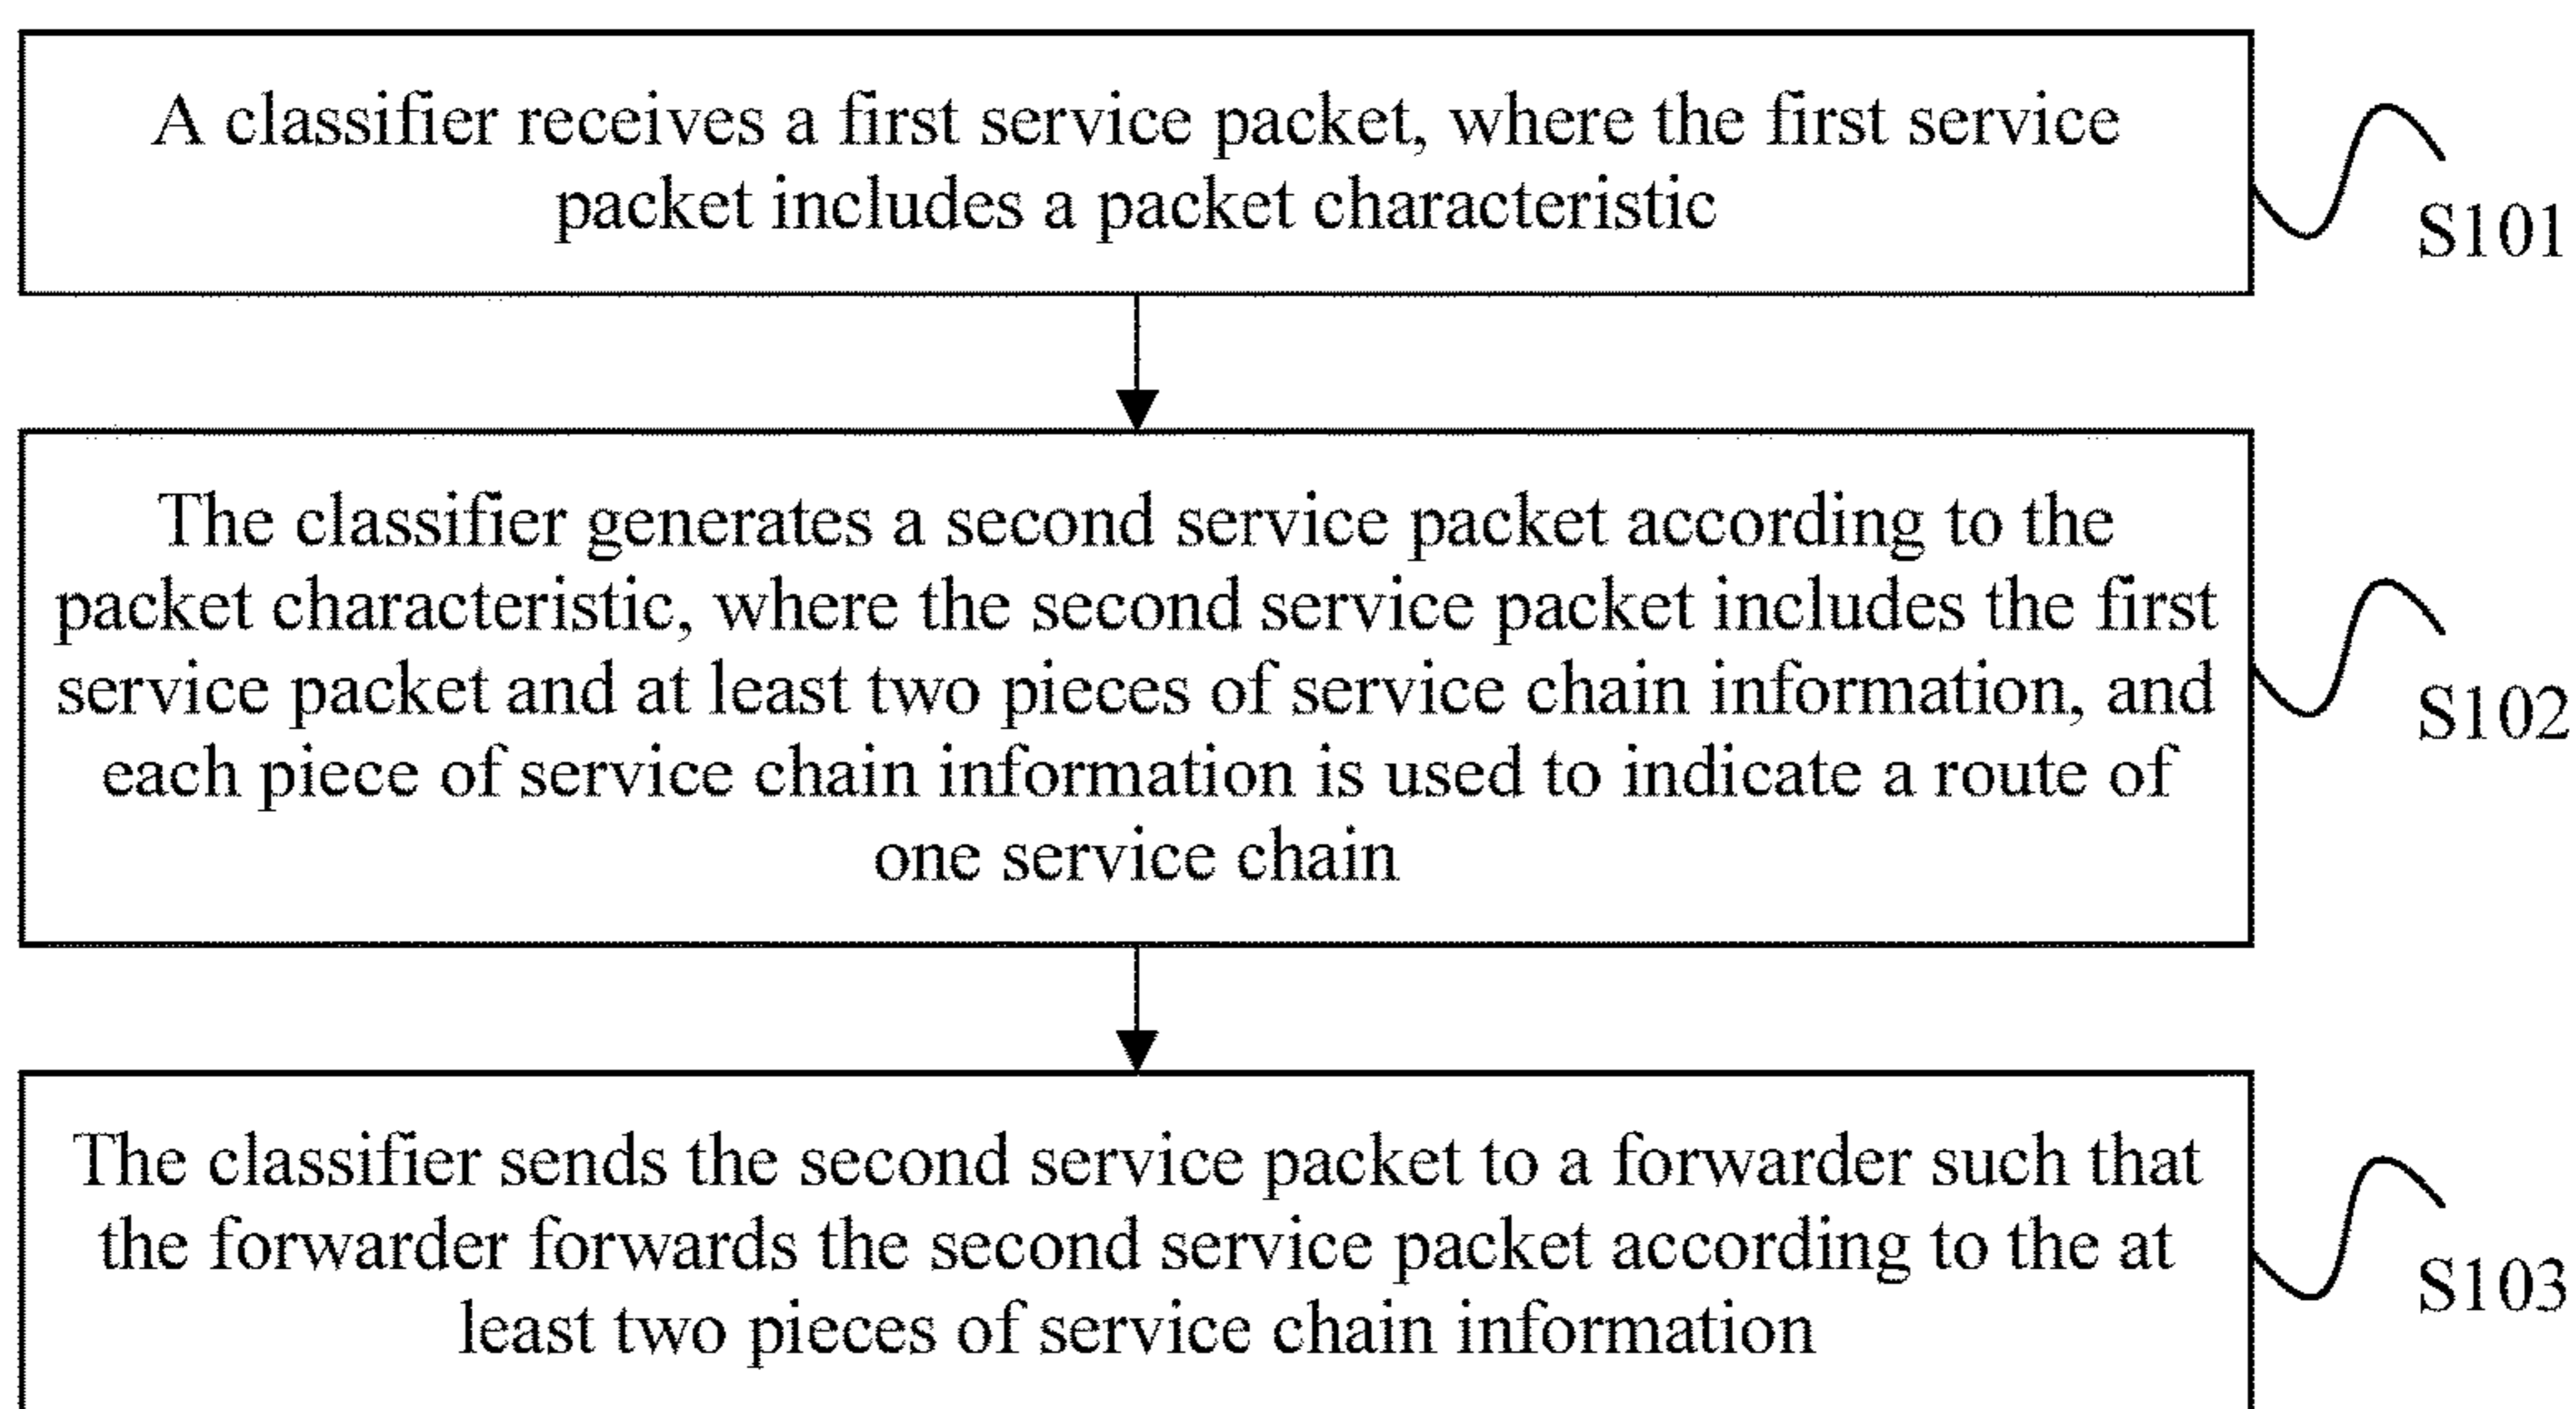 A classifier receives a first service packet, where the first service
packet includes a packet characteristic
S101
The classifier generates a second service packet according to the
packet characteristic, where the second service packet includes the first
service packet and at least two pieces of service chain information, and
each piece of service chain information is used to indicate a route of
one service chain
S102
The classifier sends the second service packet to a forwarder such that
the forwarder forwards the second service packet according to the at
least two pieces of service chain information
S103